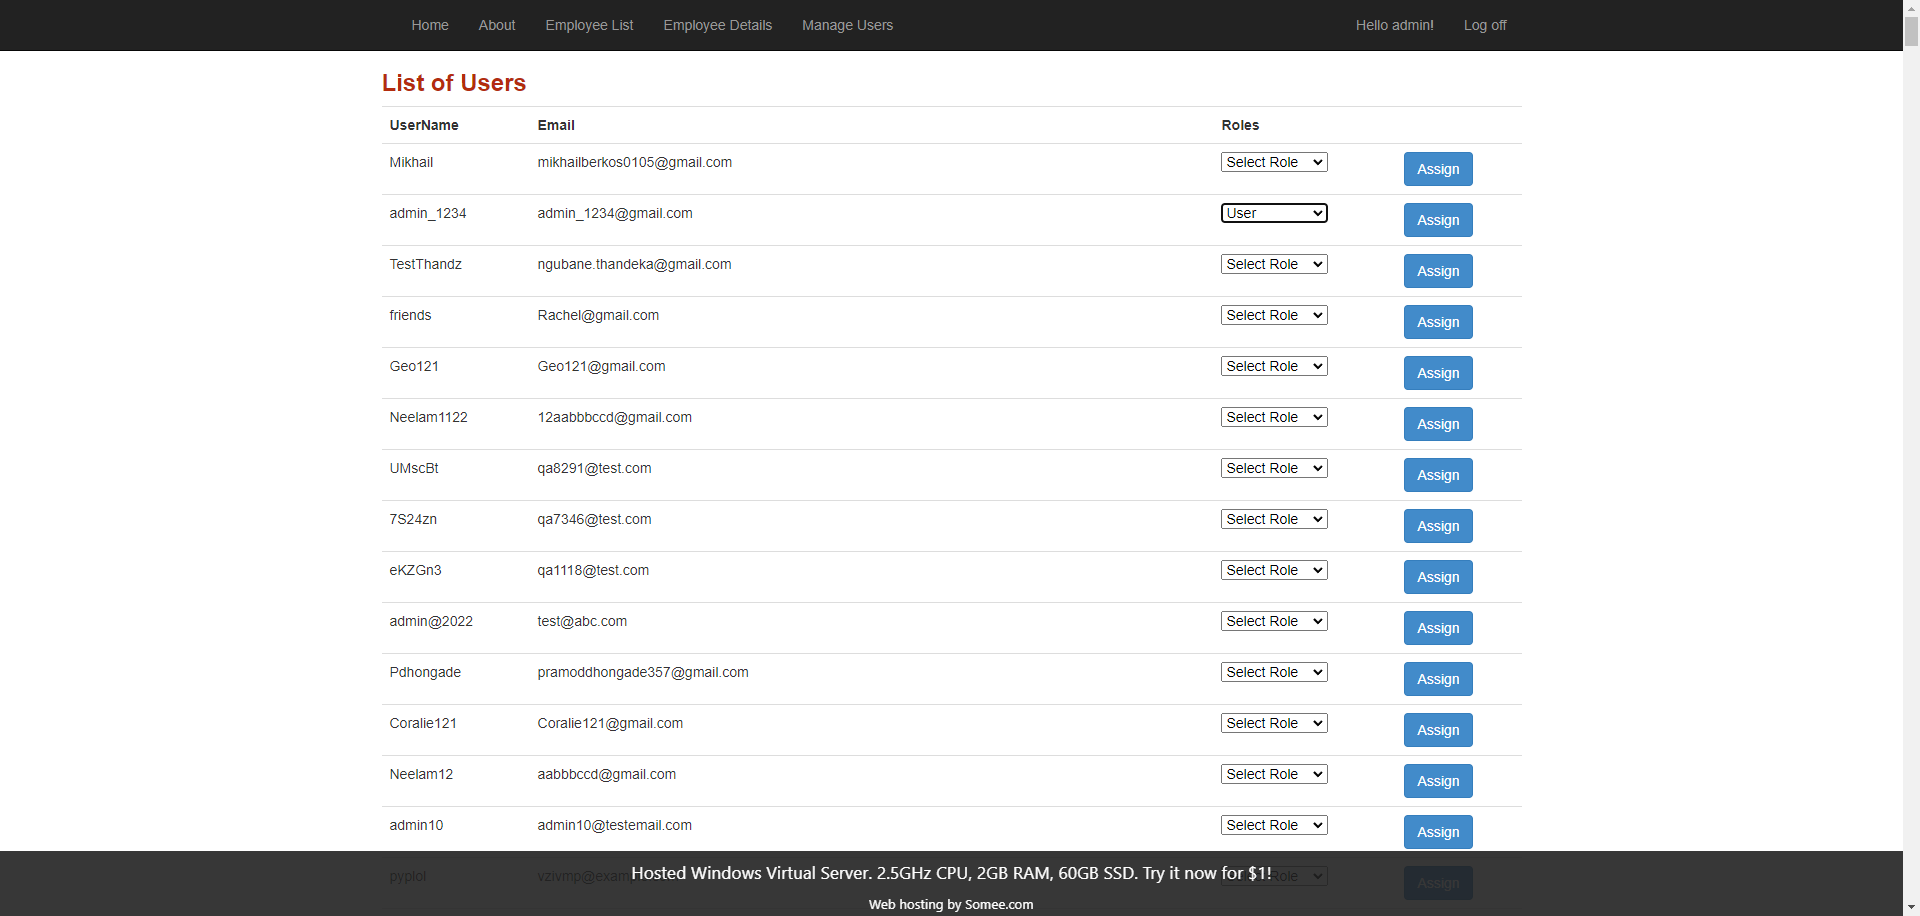 Home About Employee List Employee Details Manage Users Hello admin! Log off
List of Users
UserName Email Roles
Mikhail mikhailberkos0105@gmail.com Select Role Assign
admin_1234 admin_1234@gmail.com User Assign
TestThandz ngubane.thandeka@gmail.com Select Role Assign
friends Rachel@gmail.com Select Role Assign
Geo121 Geo121@gmail.com Select Role Assign
Neelam1122 12aabbbccd@gmail.com Select Role Assign
UMscBt qa8291@test.com Select Role Assign
7S24zn qa7346@test.com Select Role Assign
eKZGn3 qa1118@test.com Select Role Assign
admin@2022 test@abc.com Select Role Assign
Pdhongade pramoddhongade357@gmail.com Select Role Assign
Coralie121 Coralie121@gmail.com Select Role Assign
Neelam12 aabbbccd@gmail.com Select Role Assign
admin10 admin10@testemail.com Select Role Assign
pyplol Assign
Hosted Windows Virtual Server. 2.5GHz CPU, 2GB RAM, 60GB SSD. Try it now for $1!
Web hosting by Somee.com